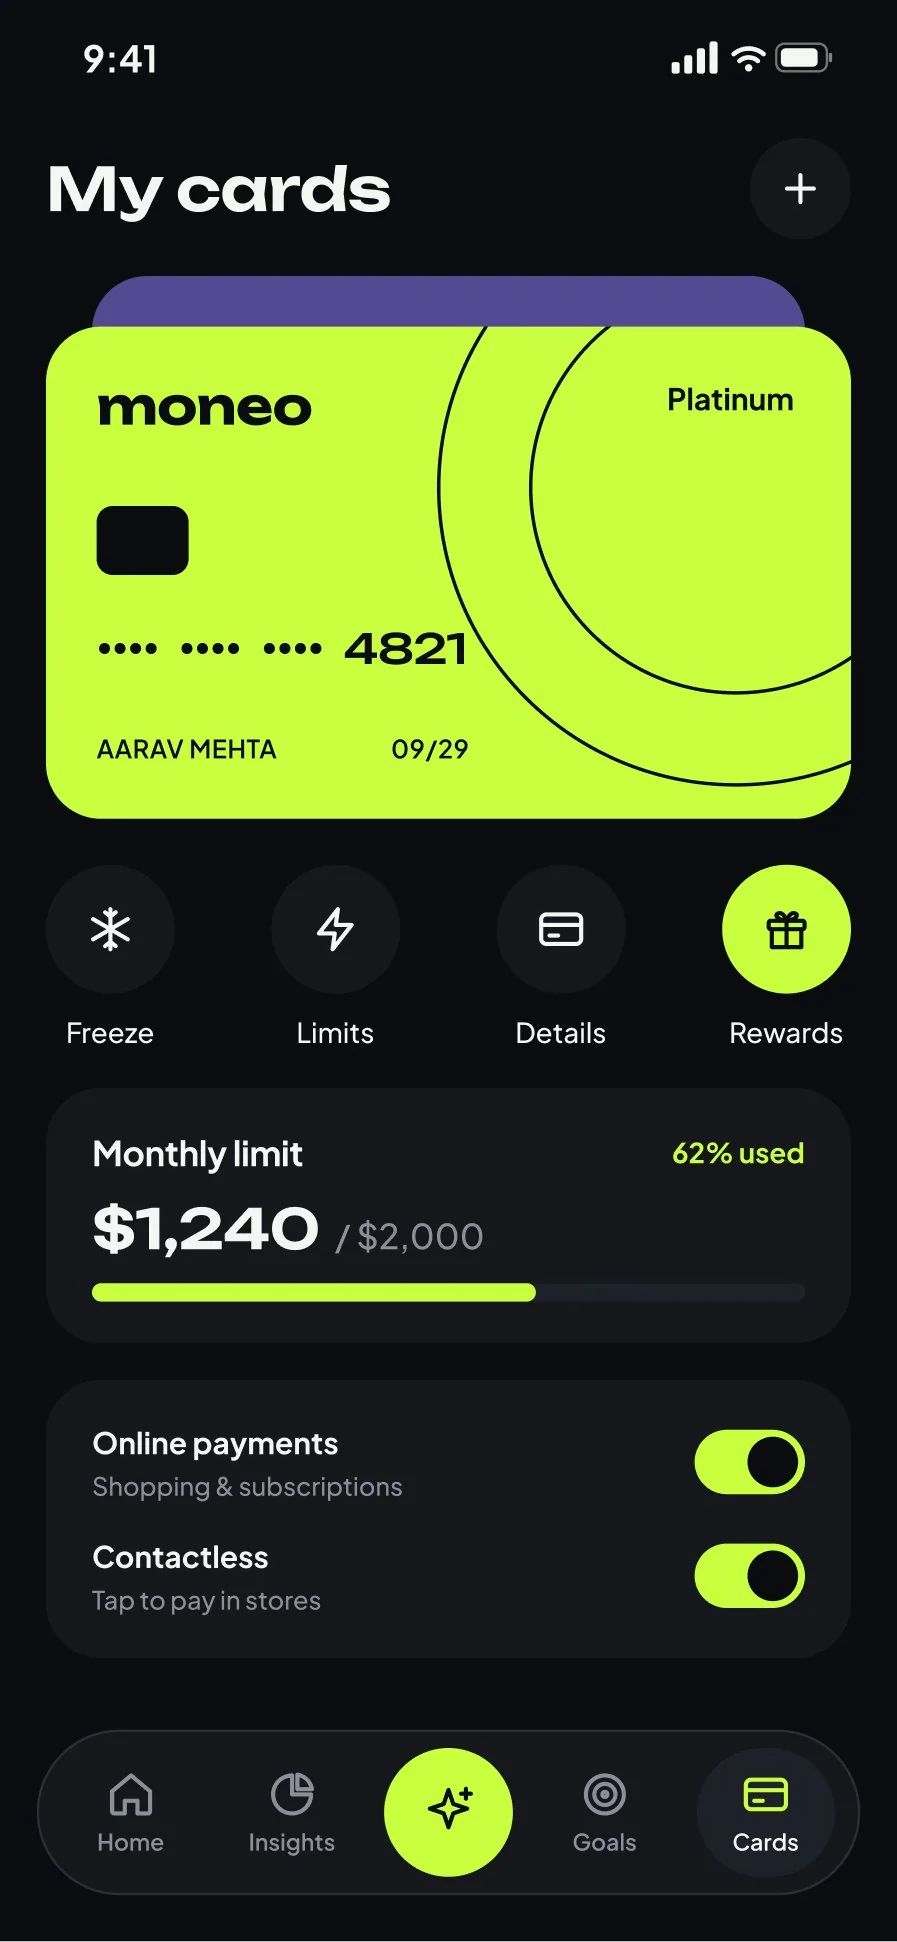 9:41
My cards
moneo
Platinum
•••• •••• •••• 4821
AARAV MEHTA 09/29
Freeze Limits Details Rewards
Monthly limit 62% used
$1,240 / $2,000
Online payments
Shopping & subscriptions
Contactless
Tap to pay in stores
Home Insights Goals Cards